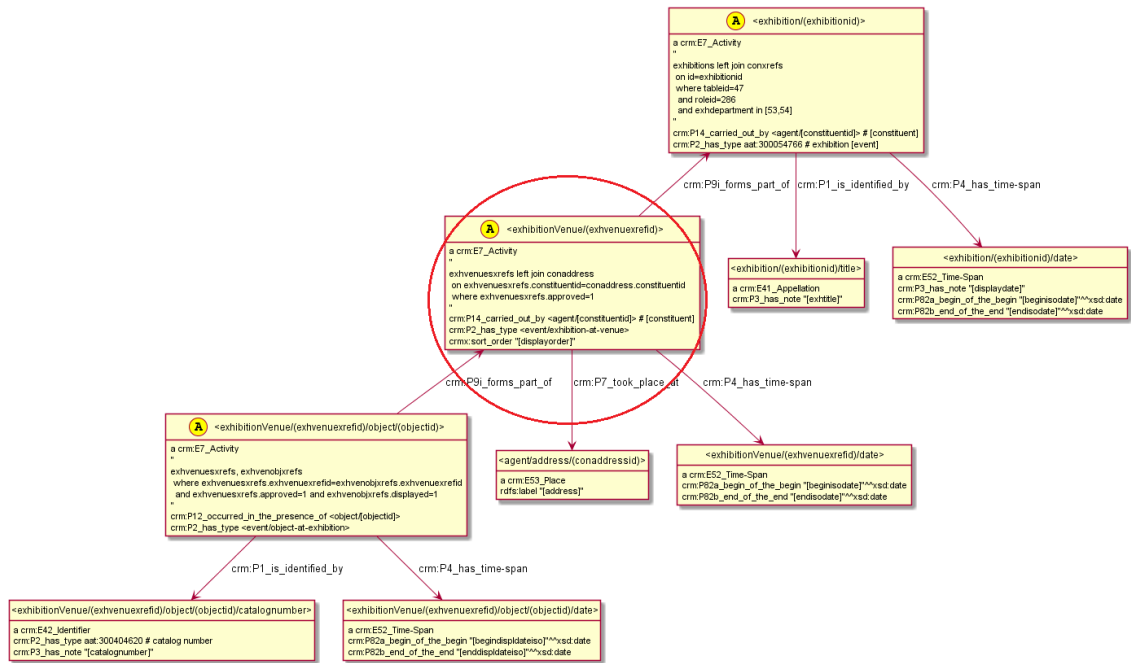 A <exhibition/(exhibitionid)>
a crm:E7_Activity
"
exhibitions left join conxrefs
on id=exhibitionid
where tableid=47
and roleid=286
and exhdepartment in [53,54]
"
crm:P14_carried_out_by <agent/[constituentid]> # [constituent]
crm:P2_has_type aat:300054766 # exhibition [event]
crm:P9i_forms_part_of
crm:P1_is_identified_by
crm:P4_has_time-span
A <exhibitionVenue/(exhvenuexrefid)>
a crm:E7_Activity
"
exhvenuesxrefs left join conaddress
on exhvenuesxrefs.constituentid=conaddress.constituentid
where exhvenuesxrefs.approved=1
"
crm:P14_carried_out_by <agent/[constituentid]> # [constituent]
crm:P2_has_type <event/exhibition-at-venue>
crmx:sort_order "[displayorder]"
<exhibition/(exhibitionid)/title>
a crm:E41_Appellation
crm:P3_has_note "[exhtitle]"
<exhibition/(exhibitionid)/date>
a crm:E52_Time-Span
crm:P3_has_note "[displaydate]"
crm:P82a_begin_of_the_begin "[beginisodate]"^^xsd:date
crm:P82b_end_of_the_end "[endisodate]"^^xsd:date
crm:P9i_forms_part_of
crm:P7_took_place_at
crm:P4_has_time-span
A <exhibitionVenue/(exhvenuexrefid)/object/(objectid)>
a crm:E7_Activity
"
exhvenuesxrefs, exhvenobjxrefs
where exhvenuesxrefs.exhvenuexrefid=exhvenobjxrefs.exhvenuexrefid
and exhvenuesxrefs.approved=1 and exhvenobjxrefs.displayed=1
"
crm:P12_occurred_in_the_presence_of <object/[objectid]>
crm:P2_has_type <event/object-at-exhibition>
<agent/address/(conaddressid)>
a crm:E53_Place
rdfs:label "[address]"
<exhibitionVenue/(exhvenuexrefid)/date>
a crm:E52_Time-Span
crm:P82a_begin_of_the_begin "[beginisodate]"^^xsd:date
crm:P82b_end_of_the_end "[endisodate]"^^xsd:date
crm:P1_is_identified_by
crm:P4_has_time-span
<exhibitionVenue/(exhvenuexrefid)/object/(objectid)/catalognumber>
a crm:E42_Identifier
crm:P2_has_type aat:300404620 # catalog number
crm:P3_has_note "[catalognumber]"
<exhibitionVenue/(exhvenuexrefid)/object/(objectid)/date>
a crm:E52_Time-Span
crm:P82a_begin_of_the_begin "[begindispldateiso]"^^xsd:date
crm:P82b_end_of_the_end "[enddispldateiso]"^^xsd:date